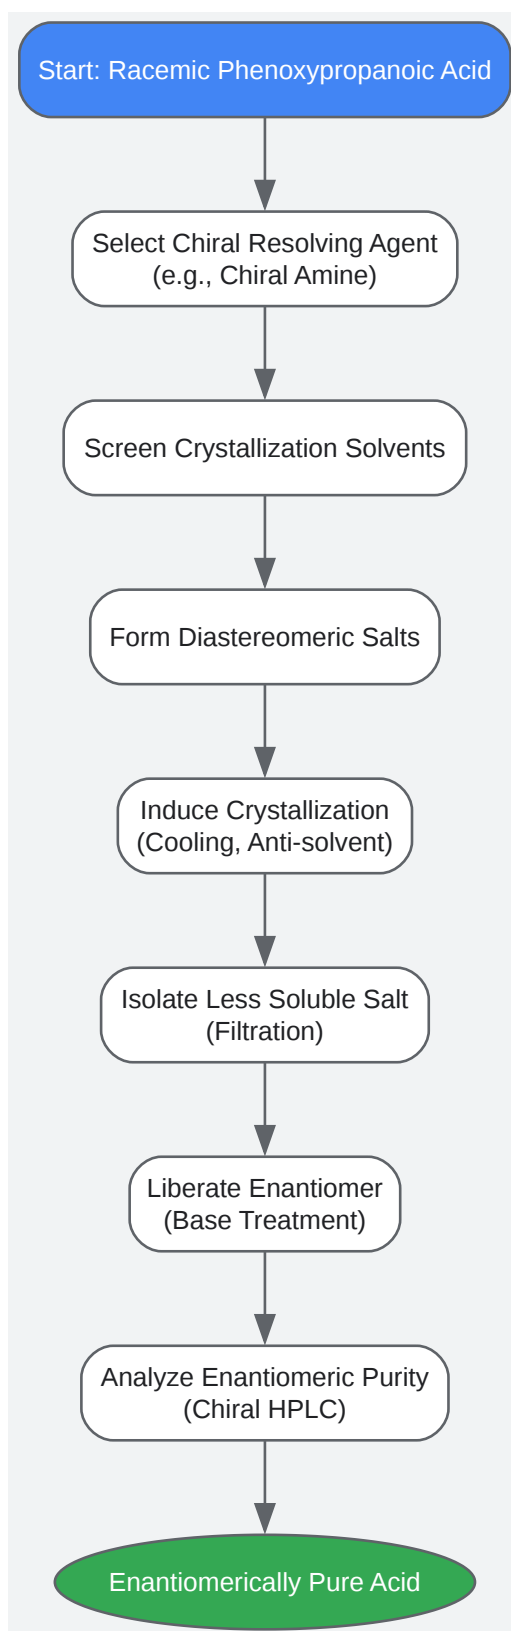 Start: Racemic Phenoxypropanoic Acid
Select Chiral Resolving Agent
(e.g., Chiral Amine)
Screen Crystallization Solvents
Form Diastereomeric Salts
Induce Crystallization
(Cooling, Anti-solvent)
Isolate Less Soluble Salt
(Filtration)
Liberate Enantiomer
(Base Treatment)
Analyze Enantiomeric Purity
(Chiral HPLC)
Enantiomerically Pure Acid